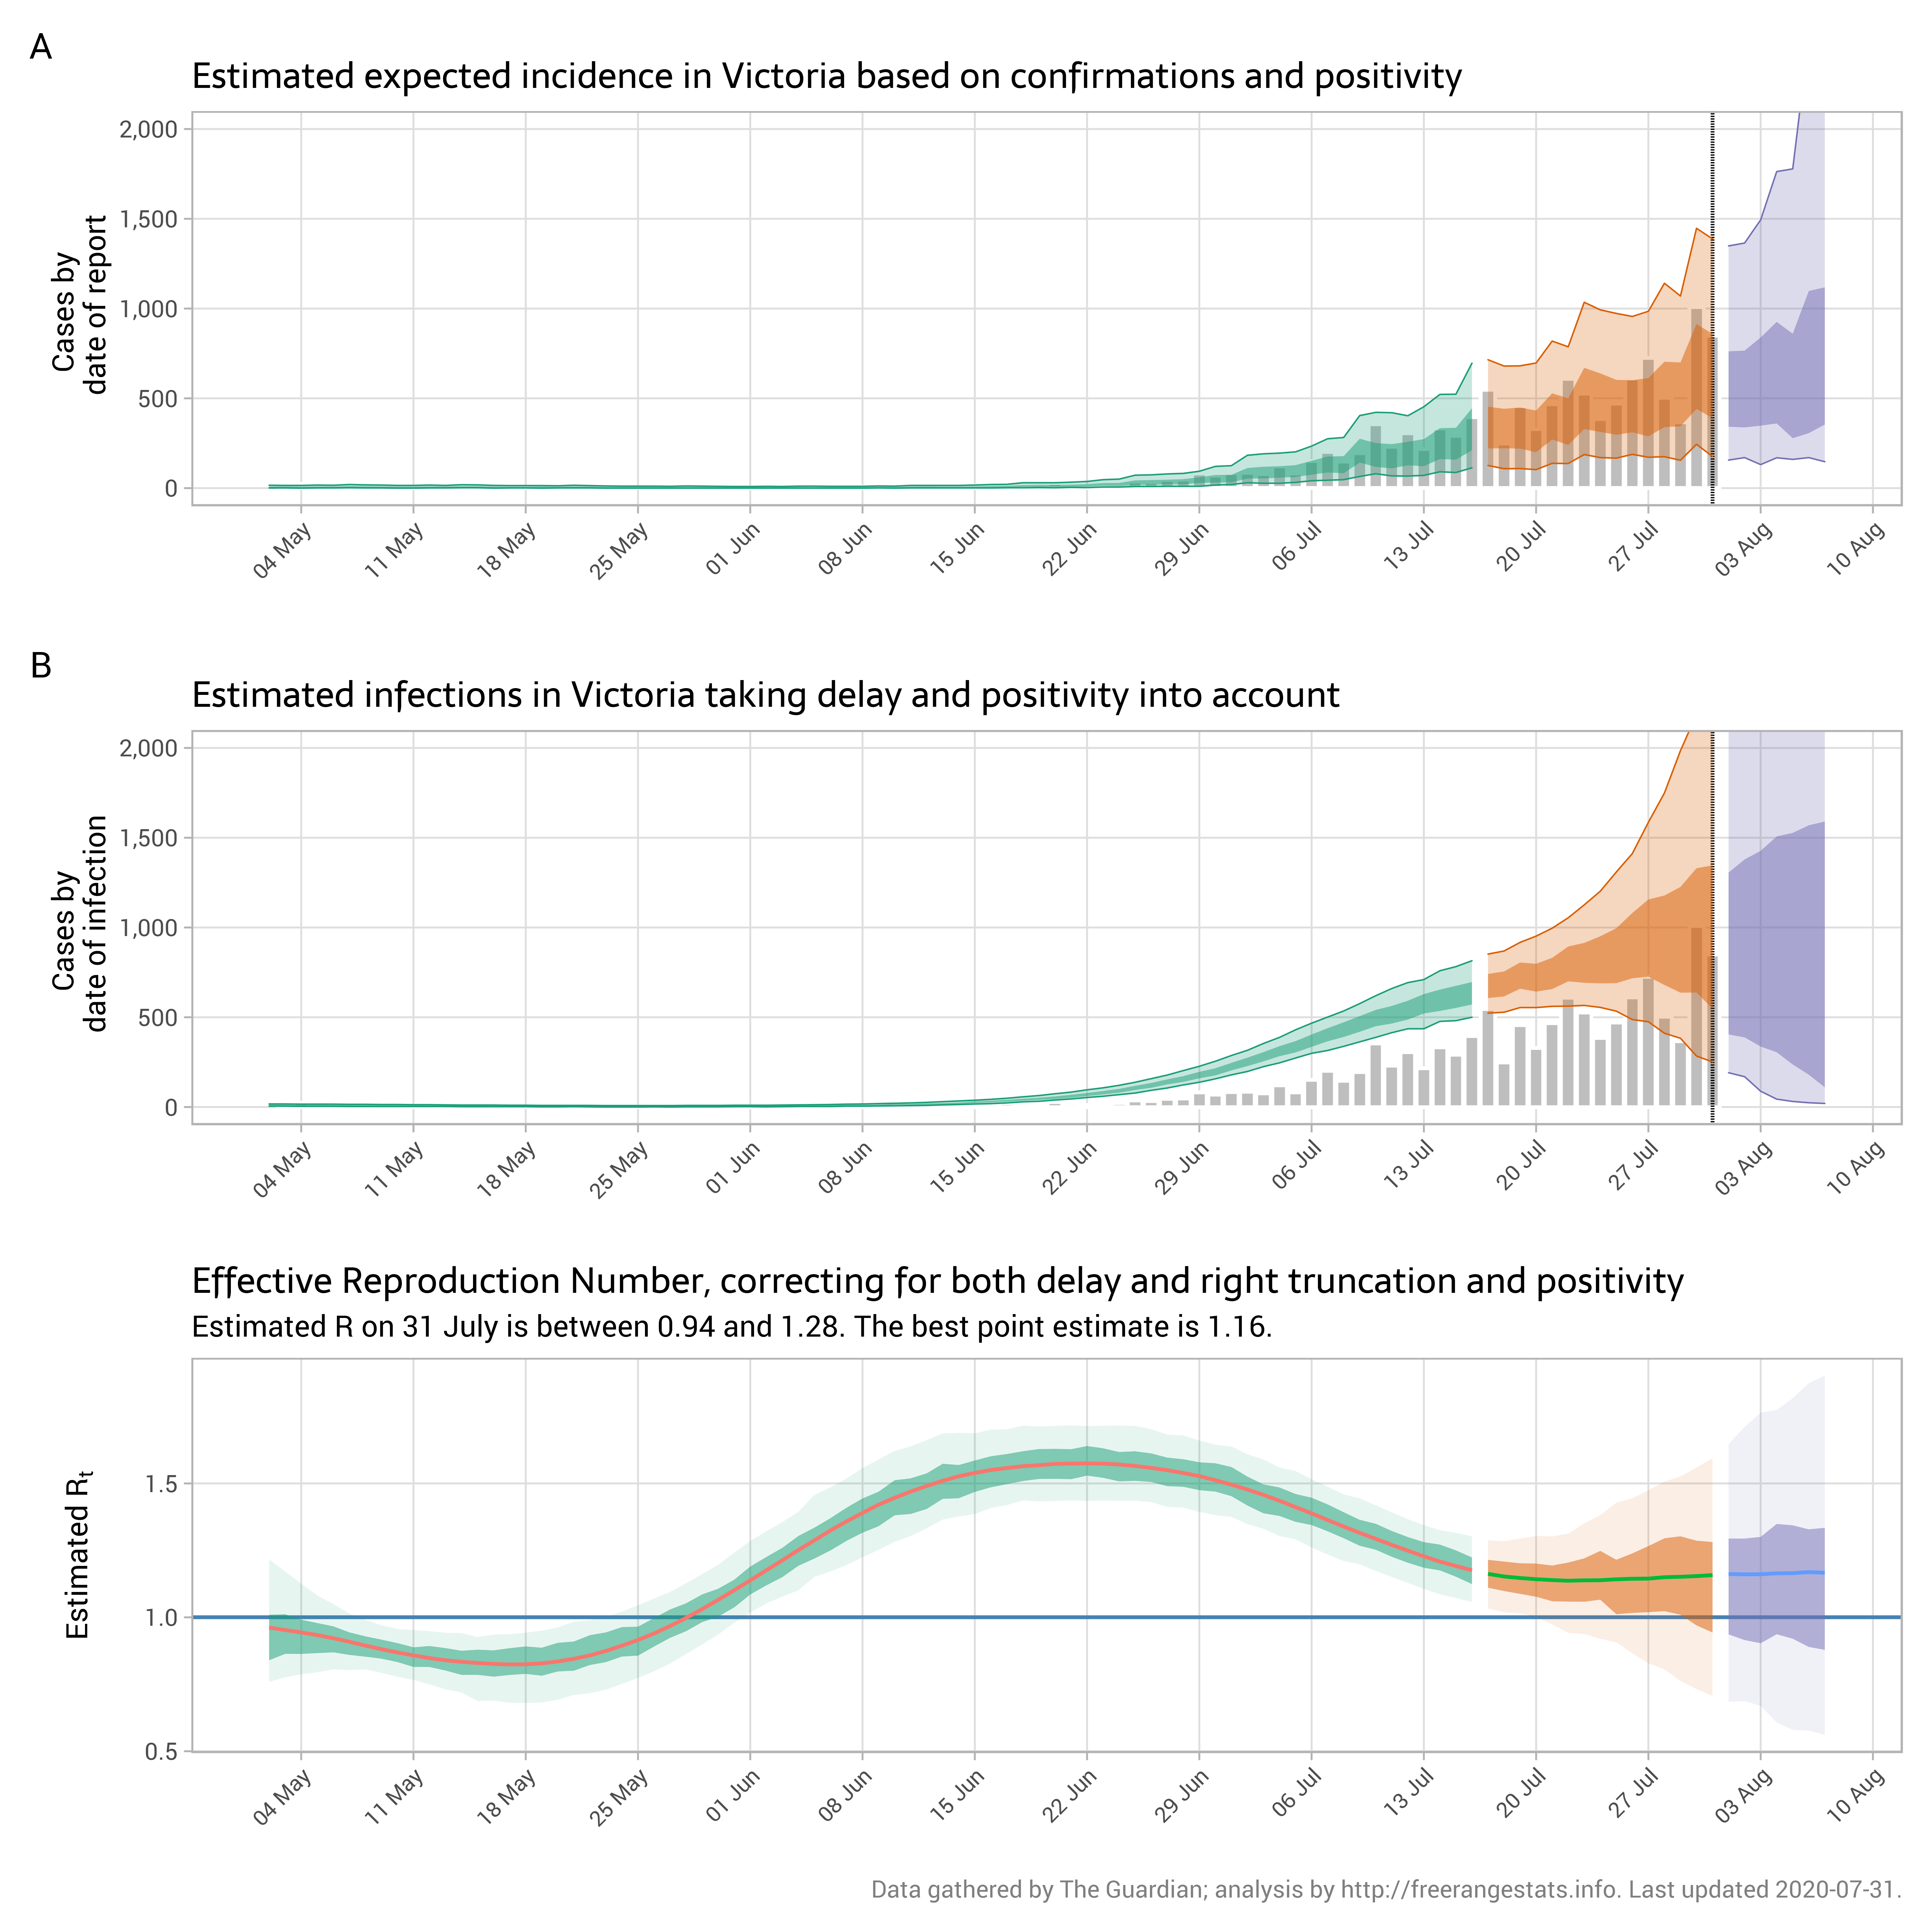 A
Estimated expected incidence in Victoria based on confirmations and positivity
Cases by
date of report
2,000
1,500
1,000
500
0
04 May
11 May
18 May
25 May
01 Jun
08 Jun
15 Jun
22 Jun
29 Jun
06 Jul
13 Jul
20 Jul
27 Jul
03 Aug
10 Aug
B
Estimated infections in Victoria taking delay and positivity into account
Cases by
date of infection
2,000
1,500
1,000
500
0
04 May
11 May
18 May
25 May
01 Jun
08 Jun
15 Jun
22 Jun
29 Jun
06 Jul
13 Jul
20 Jul
27 Jul
03 Aug
10 Aug
Effective Reproduction Number, correcting for both delay and right truncation and positivity
Estimated R on 31 July is between 0.94 and 1.28. The best point estimate is 1.16.
Estimated Rt
1.5
1.0
0.5
04 May
11 May
18 May
25 May
01 Jun
08 Jun
15 Jun
22 Jun
29 Jun
06 Jul
13 Jul
20 Jul
27 Jul
03 Aug
10 Aug
Data gathered by The Guardian; analysis by http://freerangestats.info. Last updated 2020-07-31.